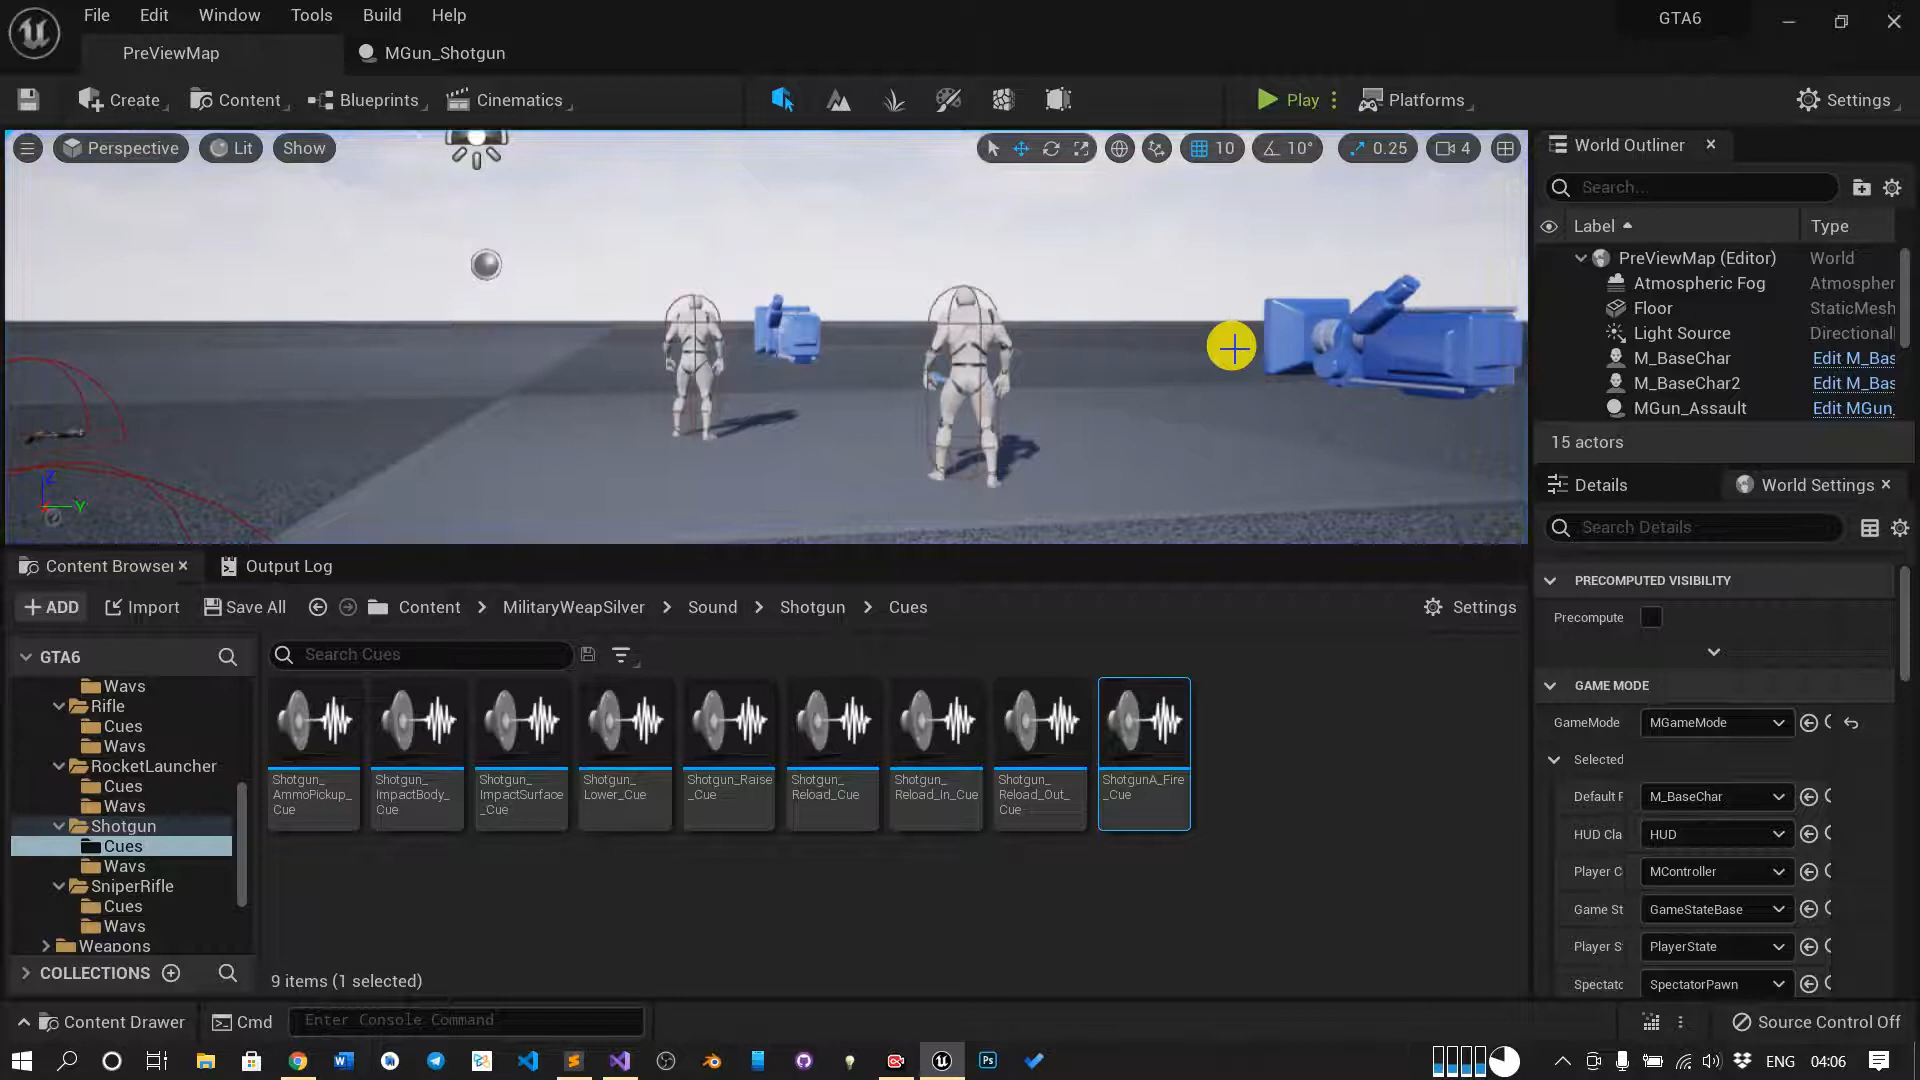 File Edit Window Tools Build Help
GTA6
PreViewMap
MGun_Shotgun
Create Content Blueprints Cinematics
Play
Platforms
Settings
Perspective Lit Show
10 10° 0.25 4
Z
Y
World Outliner
Search...
Label Type
PreViewMap (Editor) World
Atmospheric Fog Atmospher
Floor StaticMesh
Light Source Directional
M_BaseChar Edit M_Bas
M_BaseChar2 Edit M_Bas
MGun_Assault Edit MGun_
15 actors
Details
World Settings
Search Details
PRECOMPUTED VISIBILITY
Precompute
GAME MODE
GameMode MGameMode
Selected
Default P M_BaseChar
HUD Cla HUD
Player C MController
Game St GameStateBase
Player S PlayerState
Spectato SpectatorPawn
Content Browser
Output Log
ADD Import Save All
Content MilitaryWeapSilver Sound Shotgun Cues
Settings
GTA6
Search Cues
Wavs
Rifle
Cues
Wavs
RocketLauncher
Cues
Wavs
Shotgun
Cues
Wavs
SniperRifle
Cues
Wavs
Weapons
COLLECTIONS
Shotgun_
AmmoPickup_
Cue
Shotgun_
ImpactBody_
Cue
Shotgun_
ImpactSurface
_Cue
Shotgun_
Lower_Cue
Shotgun_Raise
_Cue
Shotgun_
Reload_Cue
Shotgun_
Reload_In_Cue
Shotgun_
Reload_Out_
Cue
ShotgunA_Fire
_Cue
9 items (1 selected)
Content Drawer
Cmd
Enter Console Command
Source Control Off
ENG
04:06